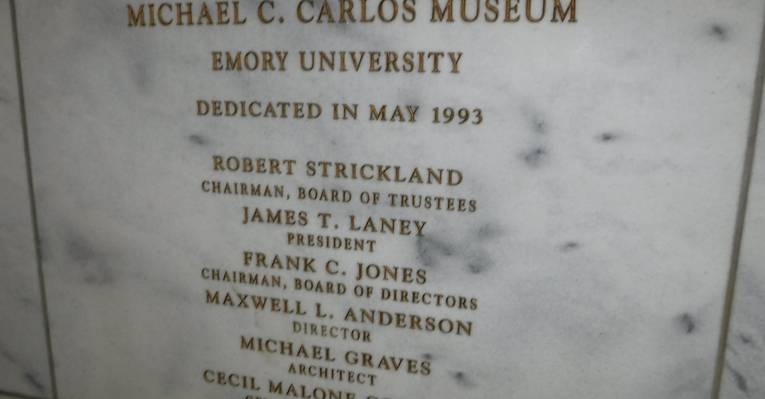 MICHAEL C. CARLOS MUSEUM
EMORY UNIVERSITY
DEDICATED IN MAY 1993
ROBERT STRICKLAND
CHAIRMAN, BOARD OF TRUSTEES
JAMES T. LANEY
PRESIDENT
FRANK C. JONES
CHAIRMAN, BOARD OF DIRECTORS
MAXWELL L. ANDERSON
DIRECTOR
MICHAEL GRAVES
ARCHITECT
CECIL MALONE